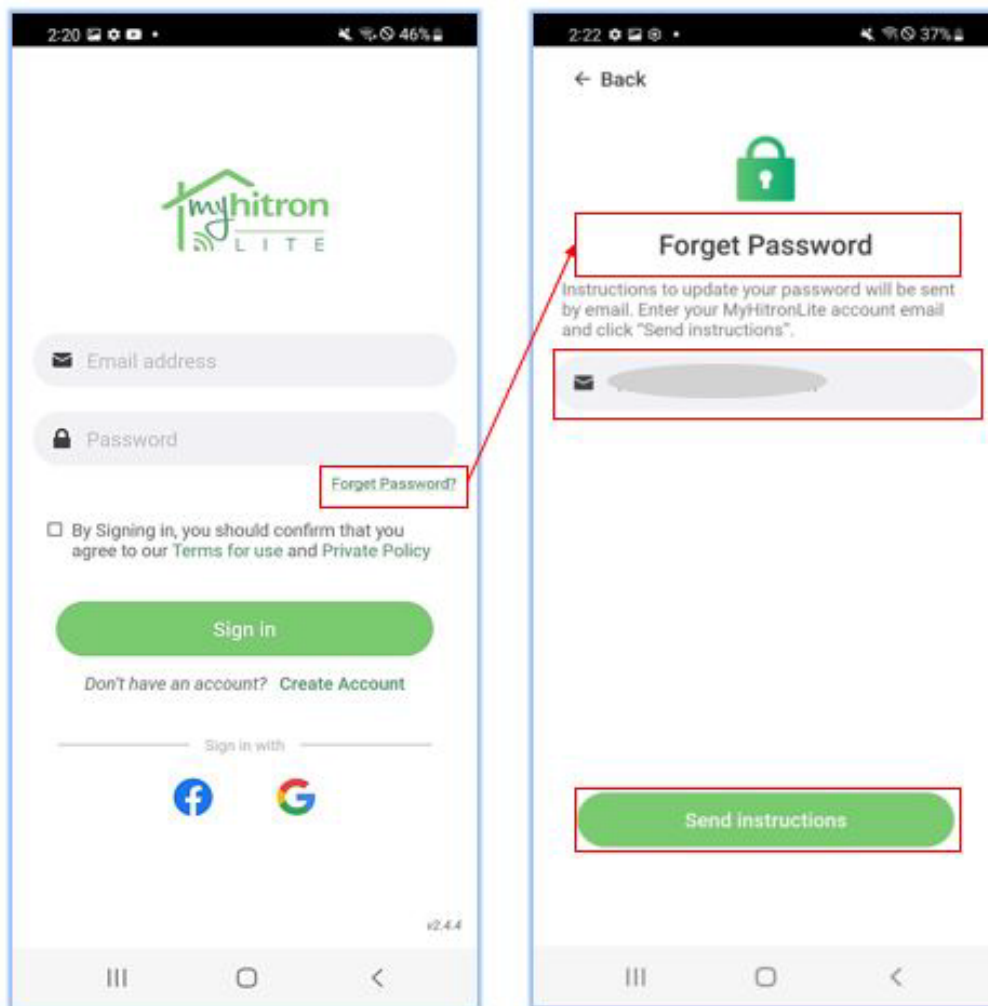 2:20
46%
myhitron
LITE
Email address
Password
Forget Password?
By Signing in, you should confirm that you
agree to our Terms for use and Private Policy
Sign in
Don't have an account? Create Account
Sign in with
v2.4.4
2:22
37%
← Back
Forget Password
Instructions to update your password will be sent
by email. Enter your MyHitronLite account email
and click "Send instructions".
Send instructions